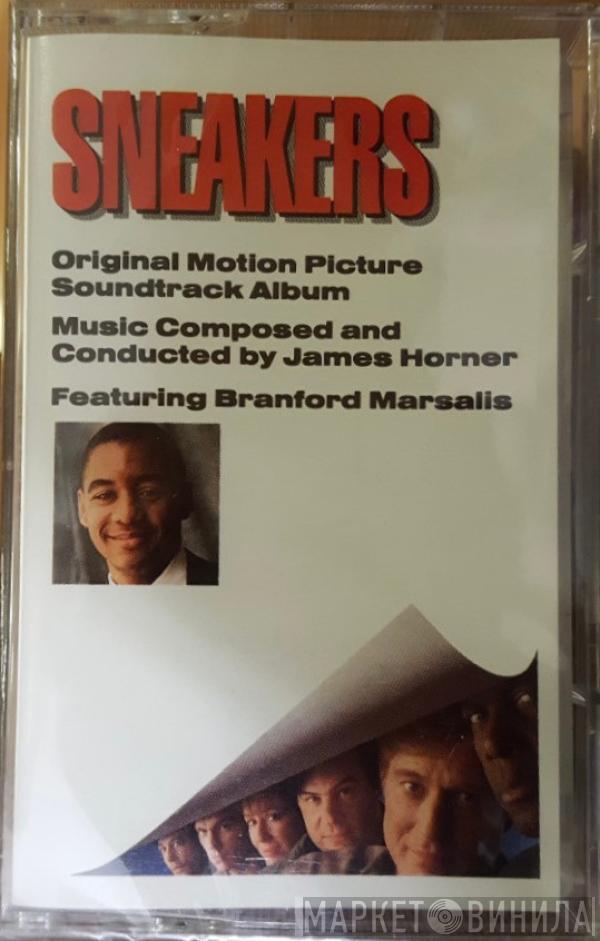 SNEAKERS
Original Motion Picture
Soundtrack Album
Music Composed and
Conducted by James Horner
Featuring Branford Marsalis
МАРКЕТ ВИНИЛА